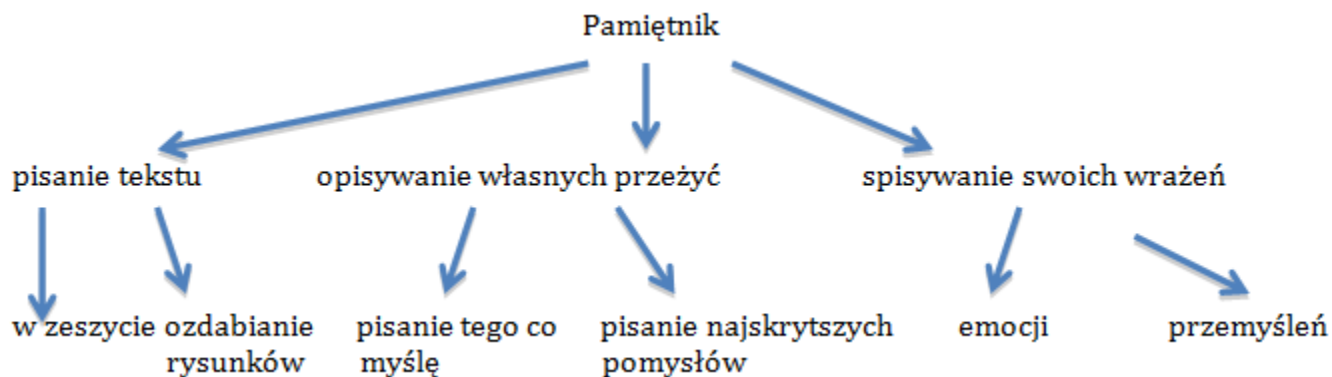 Pamiętnik
pisanie tekstu opisywanie własnych przeżyć spisywanie swoich wrażeń
w zeszycie ozdabianie pisanie tego co pisanie najskrytszych emocji przemyśleń
rysunków myślę pomysłów